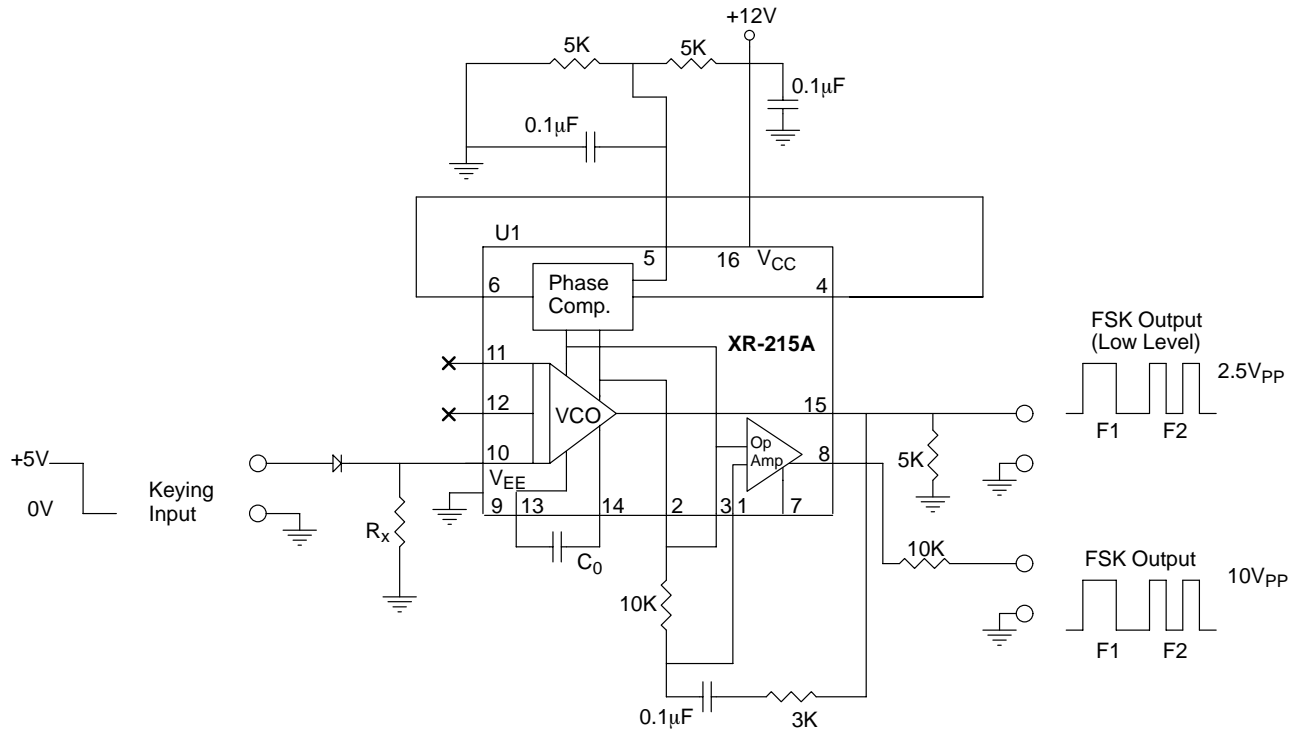 +12V
5K
5K
0.1µF
0.1µF
U1
5
16
VCC
6
Phase
Comp.
4
XR-215A
FSK Output
(Low Level)
2.5VPP
11
12
VCO
15
F1
F2
Op
Amp
8
5K
10
+5V
0V
Keying
Input
VEE
9
13
14
2
3
1
7
RX
C0
10K
10K
FSK Output
10VPP
F1
F2
0.1µF
3K